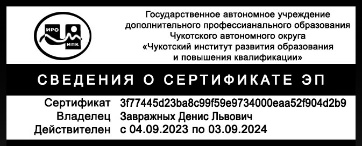 ИРО
ИПК
Государственное автономное учреждение
дополнительного профессионального образования
Чукотского автономного округа
«Чукотский институт развития образования
и повышения квалификации»
СВЕДЕНИЯ О СЕРТИФИКАТЕ ЭП
Сертификат 3f77445d23ba8c99f59e9734000eaa52f904d2b9
Владелец Завражных Денис Львович
Действителен с 04.09.2023 по 03.09.2024